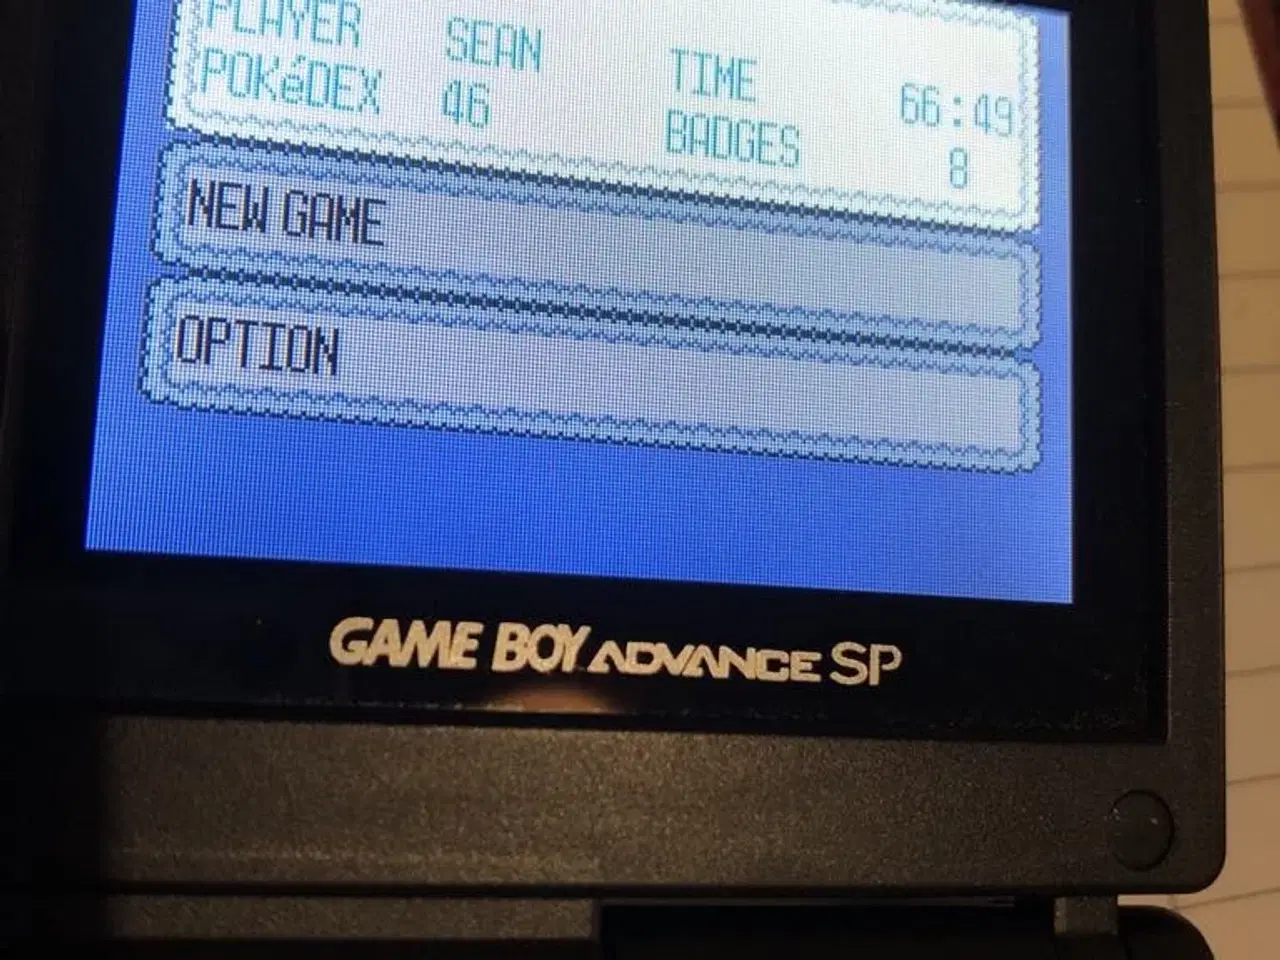 PLAYER SEAN TIME 66:49
POKéDEX 46 BADGES 8
NEW GAME
OPTION
GAME BOY ADVANCE SP